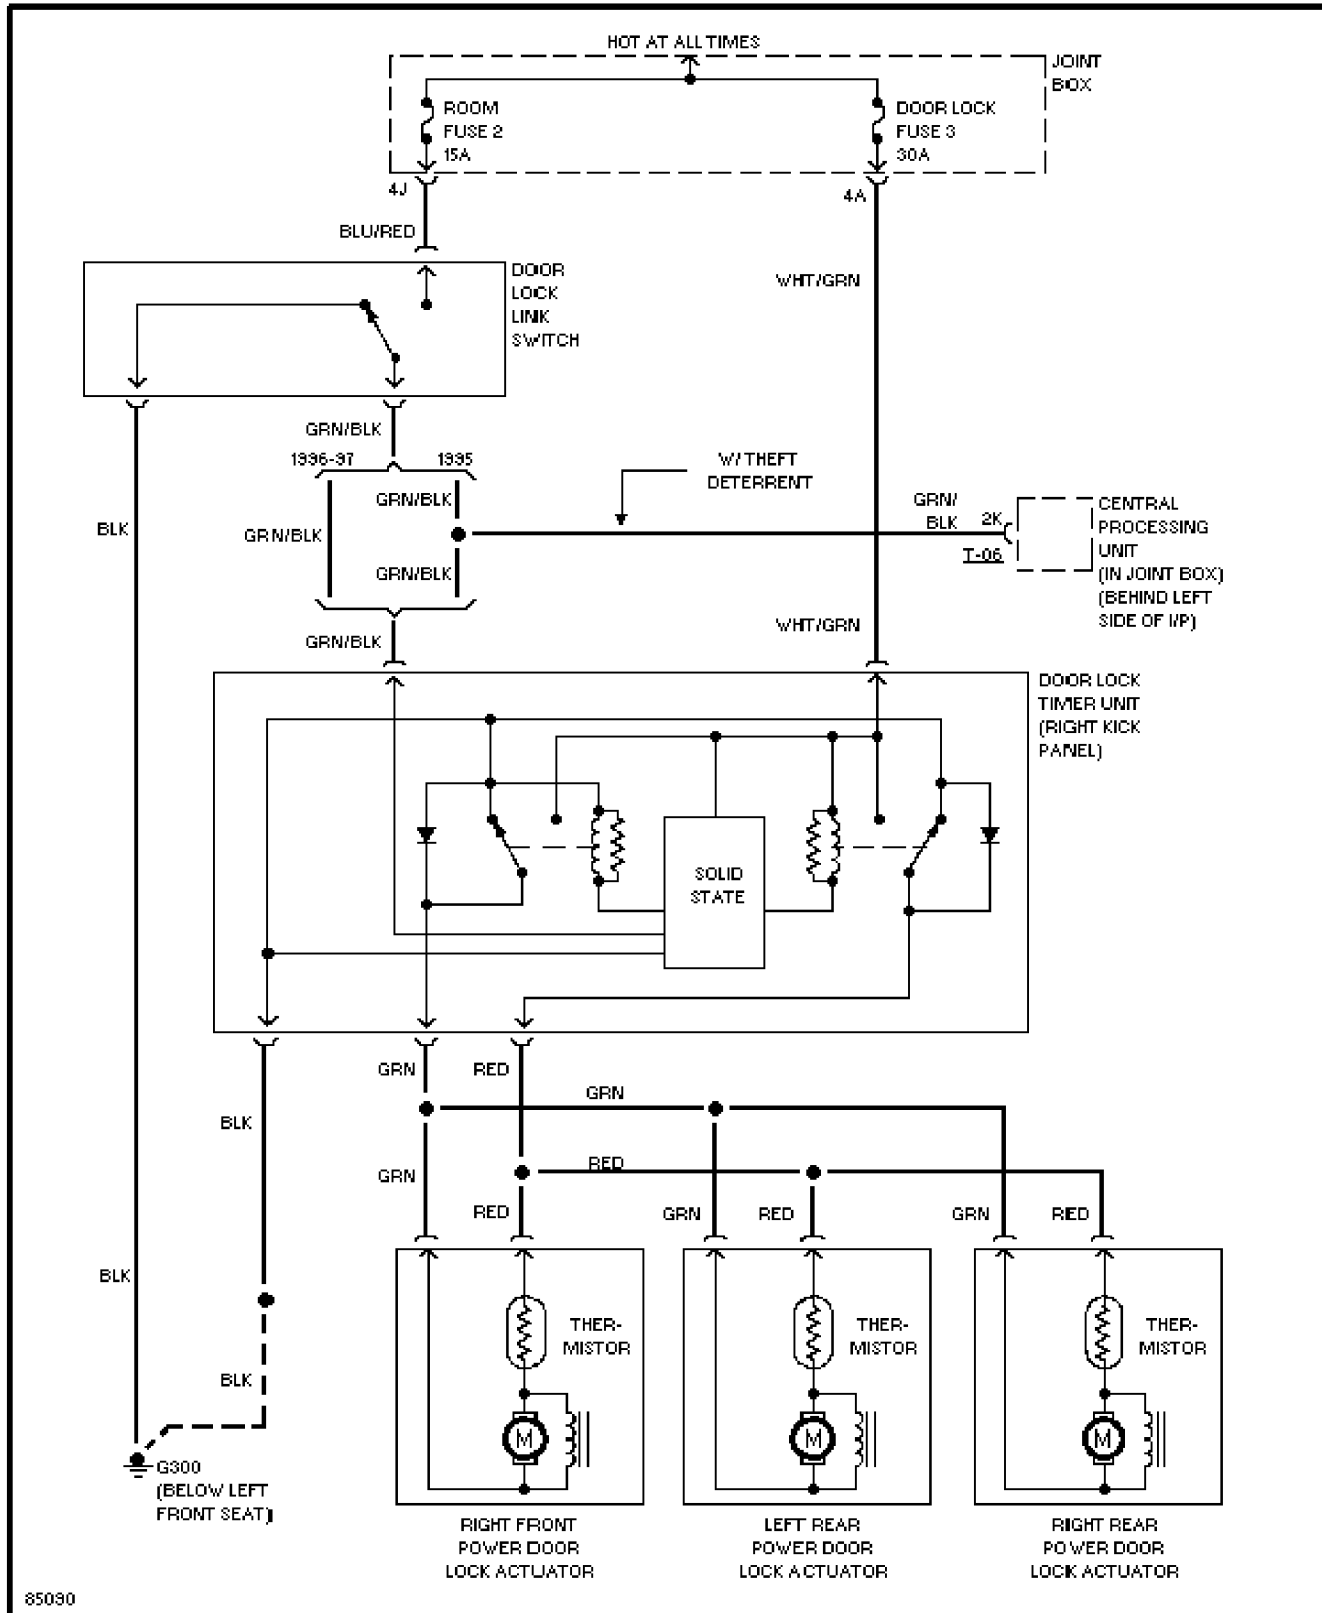 HOT AT ALL TIMES
JOINT
BOX
ROOM
FUSE 2
15A
DOOR LOCK
FUSE 3
30A
4J
4A
BLU/RED
WHT/GRN
DOOR
LOCK
LINK
SWITCH
GRN/BLK
1996-97
1995
GRN/BLK
GRN/BLK
GRN/BLK
GRN/BLK
BLK
W/ THEFT
DETERRENT
GRN/
BLK
2K
T-06
CENTRAL
PROCESSING
UNIT
(IN JOINT BOX)
(BEHIND LEFT
SIDE OF I/P)
WHT/GRN
DOOR LOCK
TIMER UNIT
(RIGHT KICK
PANEL)
SOLID
STATE
GRN
RED
GRN
BLK
RED
GRN
RED
GRN
RED
GRN
RED
BLK
THER-
MISTOR
THER-
MISTOR
THER-
MISTOR
BLK
M
M
M
G300
(BELOW LEFT
FRONT SEAT)
RIGHT FRONT
POWER DOOR
LOCK ACTUATOR
LEFT REAR
POWER DOOR
LOCK ACTUATOR
RIGHT REAR
POWER DOOR
LOCK ACTUATOR
85090